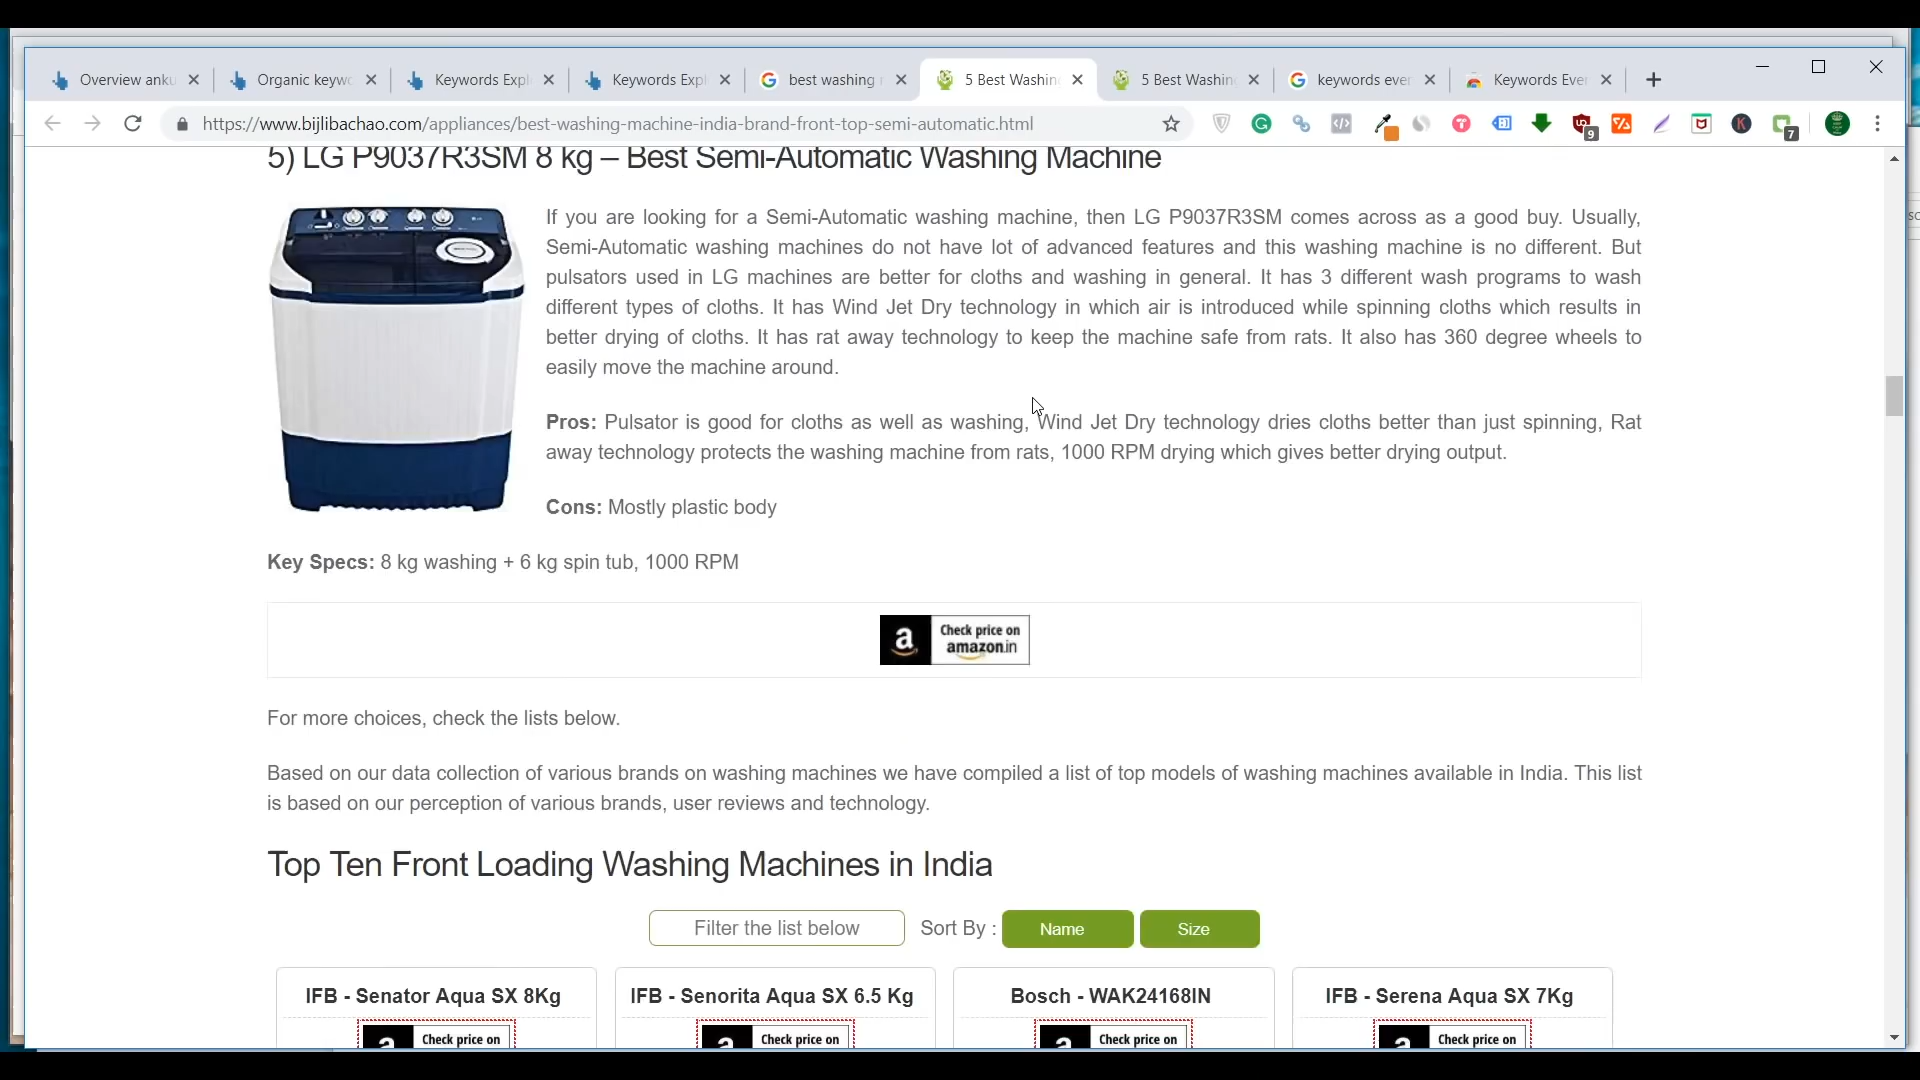 Overview anku
Organic keywo
Keywords Expl
Keywords Expl
best washing
5 Best Washin
5 Best Washin
keywords ever
Keywords Ever
https://www.bijlibachao.com/appliances/best-washing-machine-india-brand-front-top-semi-automatic.html
9
7
5) LG P9037R3SM 8 kg – Best Semi-Automatic Washing Machine
If you are looking for a Semi-Automatic washing machine, then LG P9037R3SM comes across as a good buy. Usually,
Semi-Automatic washing machines do not have lot of advanced features and this washing machine is no different. But
pulsators used in LG machines are better for cloths and washing in general. It has 3 different wash programs to wash
different types of cloths. It has Wind Jet Dry technology in which air is introduced while spinning cloths which results in
better drying of cloths. It has rat away technology to keep the machine safe from rats. It also has 360 degree wheels to
easily move the machine around.
Pros: Pulsator is good for cloths as well as washing, Wind Jet Dry technology dries cloths better than just spinning, Rat
away technology protects the washing machine from rats, 1000 RPM drying which gives better drying output.
Cons: Mostly plastic body
Key Specs: 8 kg washing + 6 kg spin tub, 1000 RPM
a Check price on
amazon.in
For more choices, check the lists below.
Based on our data collection of various brands on washing machines we have compiled a list of top models of washing machines available in India. This list
is based on our perception of various brands, user reviews and technology.
Top Ten Front Loading Washing Machines in India
Filter the list below Sort By : Name Size
IFB - Senator Aqua SX 8Kg
IFB - Senorita Aqua SX 6.5 Kg
Bosch - WAK24168IN
IFB - Serena Aqua SX 7Kg
a Check price on
a Check price on
a Check price on
a Check price on